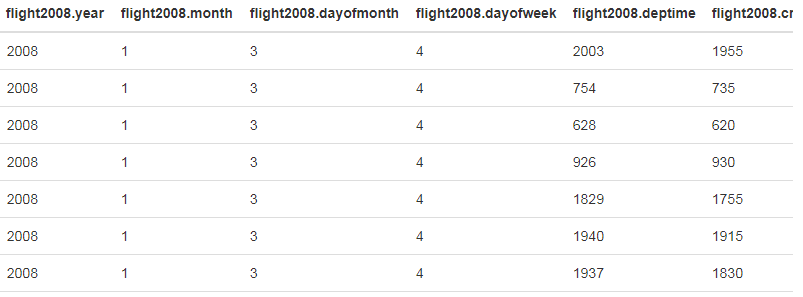 flight2008.year flight2008.month flight2008.dayofmonth flight2008.dayofweek flight2008.deptime
2008 1 3 4 2003 1955
2008 1 3 4 754 735
2008 1 3 4 628 620
2008 1 3 4 926 930
2008 1 3 4 1829 1755
2008 1 3 4 1940 1915
2008 1 3 4 1937 1830